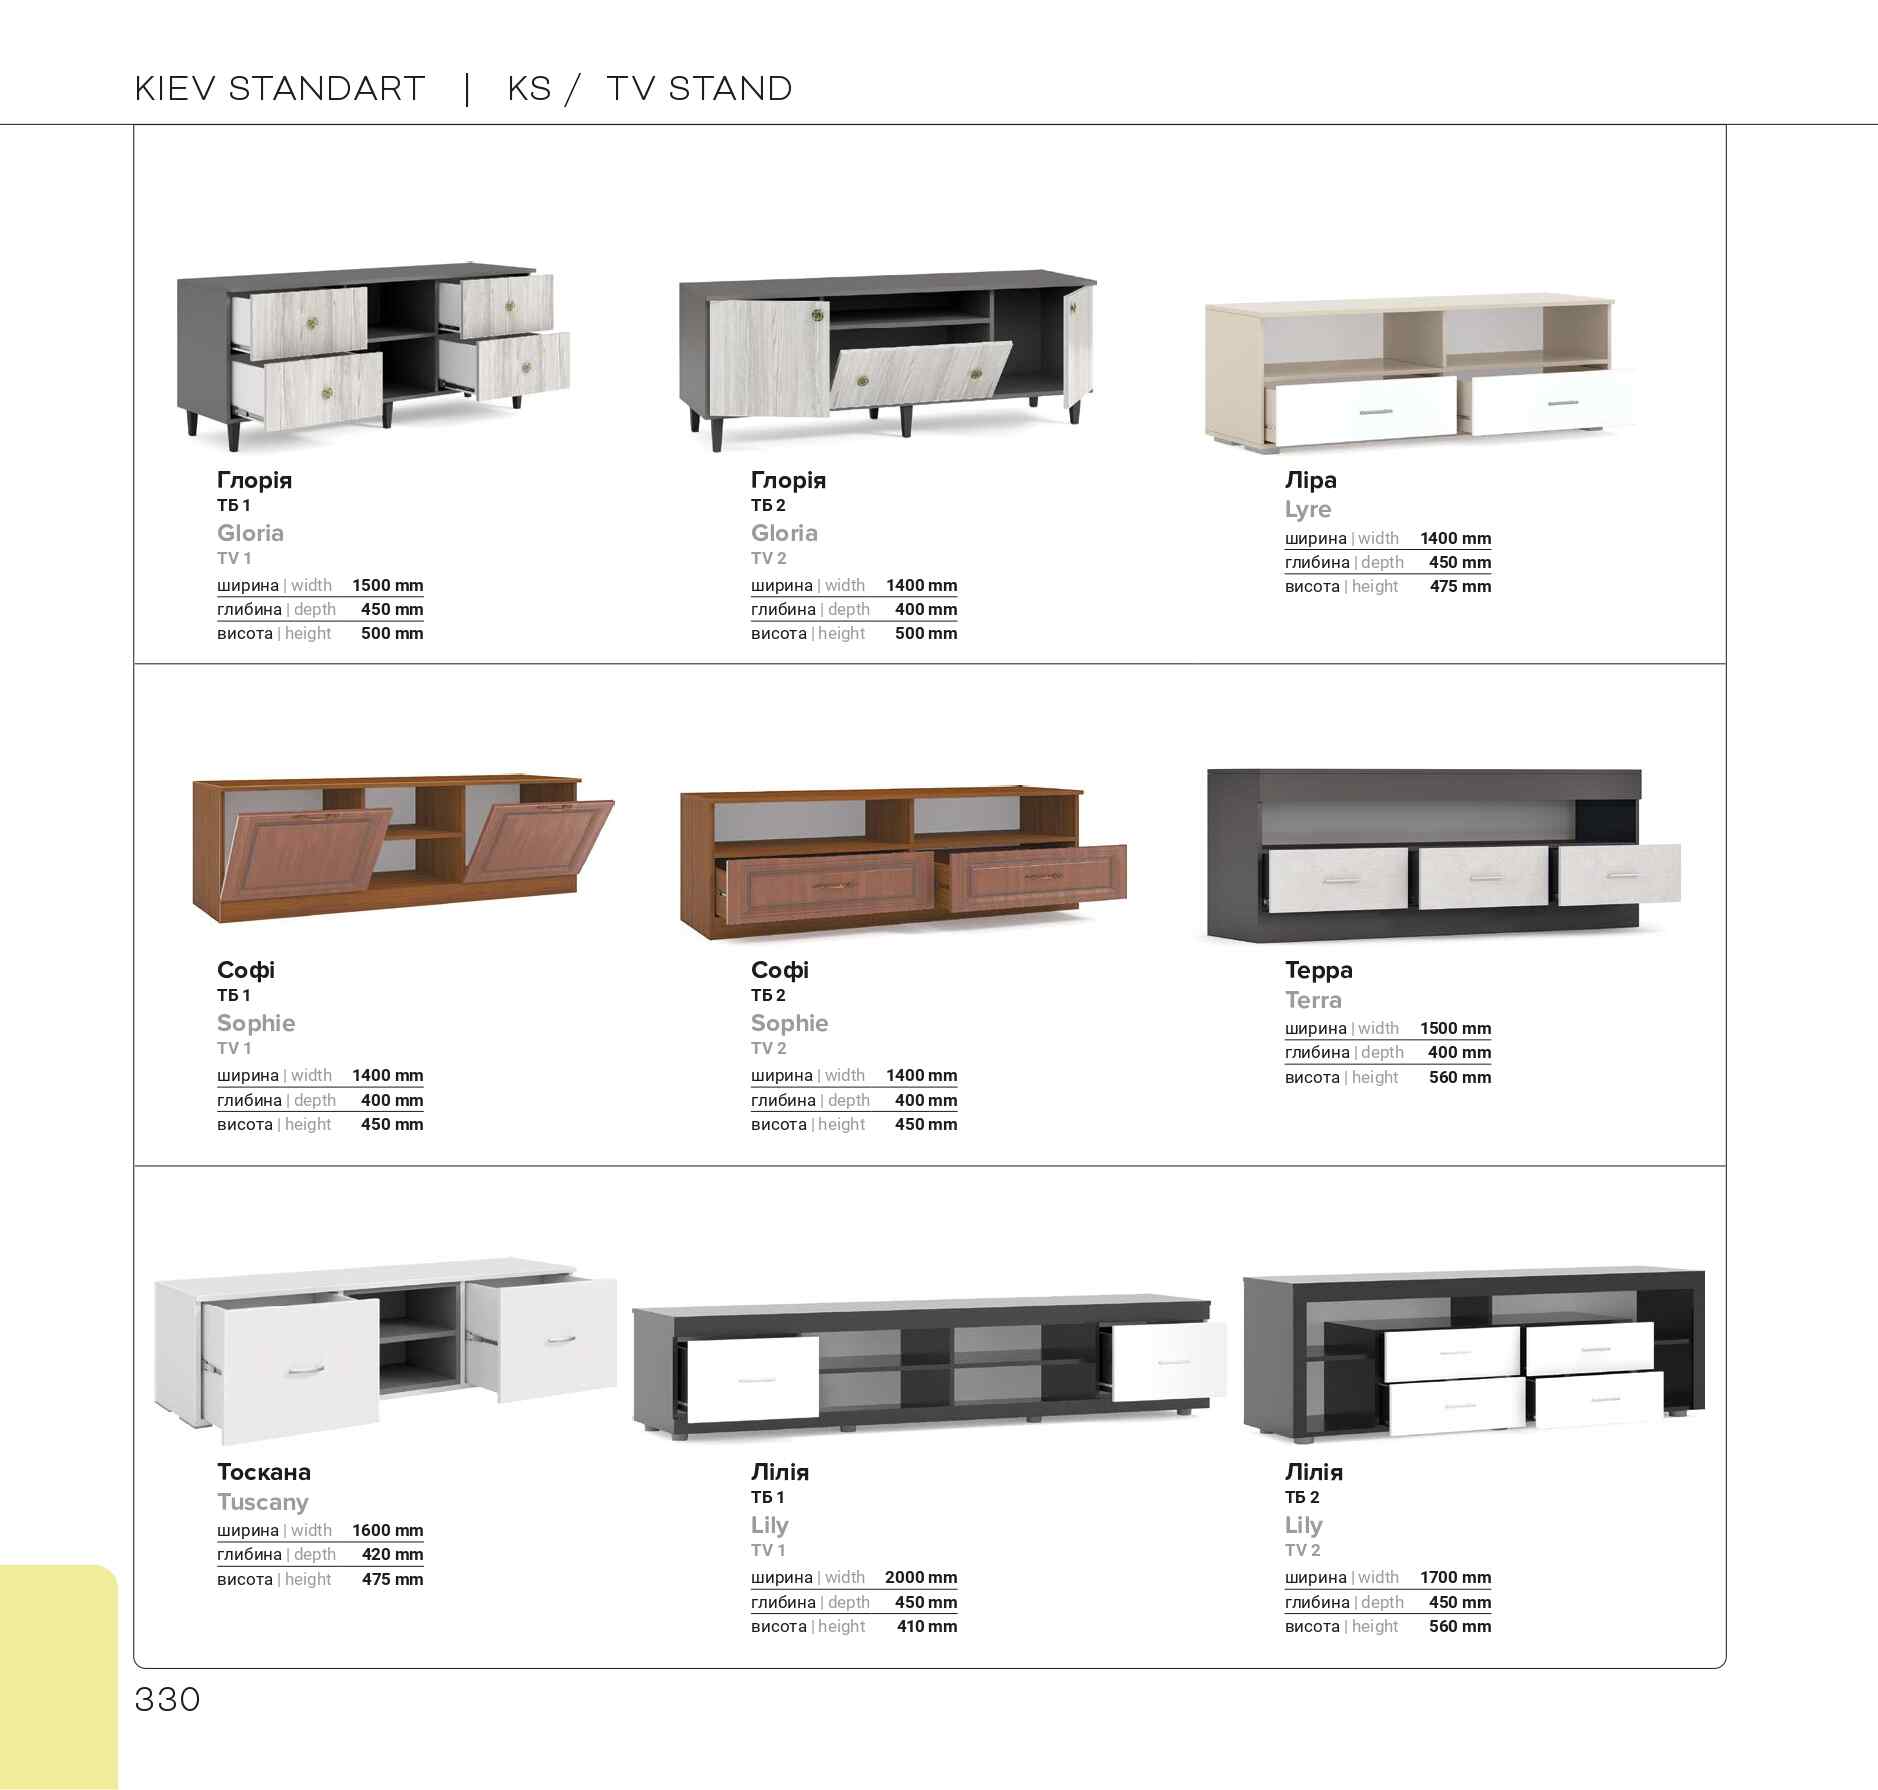 KIEV STANDART | KS / TV STAND
Глорія
ТБ 1
Gloria
TV 1
ширина | width 1500 mm
глибина | depth 450 mm
висота | height 500 mm
Глорія
ТБ 2
Gloria
TV 2
ширина | width 1400 mm
глибина | depth 400 mm
висота | height 500 mm
Ліра
Lyre
ширина | width 1400 mm
глибина | depth 450 mm
висота | height 475 mm
Софі
ТБ 1
Sophie
TV 1
ширина | width 1400 mm
глибина | depth 400 mm
висота | height 450 mm
Софі
ТБ 2
Sophie
TV 2
ширина | width 1400 mm
глибина | depth 400 mm
висота | height 450 mm
Терра
Terra
ширина | width 1500 mm
глибина | depth 400 mm
висота | height 560 mm
Тоскана
Tuscany
ширина | width 1600 mm
глибина | depth 420 mm
висота | height 475 mm
Лілія
ТБ 1
Lily
TV 1
ширина | width 2000 mm
глибина | depth 450 mm
висота | height 410 mm
Лілія
ТБ 2
Lily
TV 2
ширина | width 1700 mm
глибина | depth 450 mm
висота | height 560 mm
330